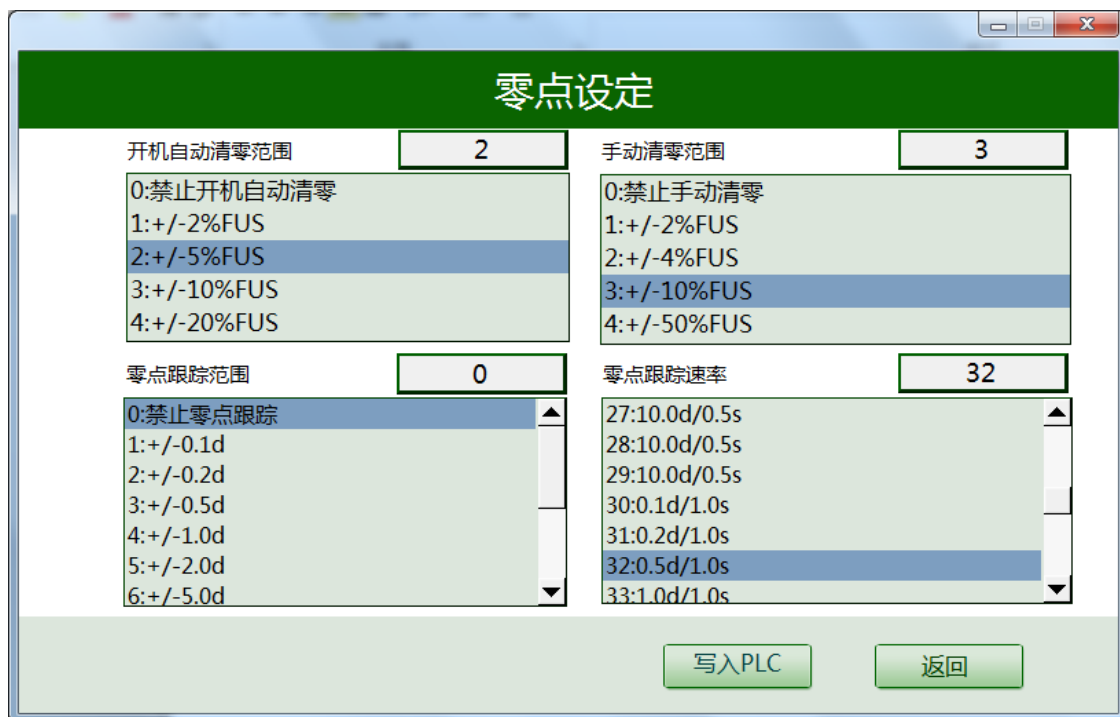 零点设定
开机自动清零范围
2
0:禁止开机自动清零
1:+/-2%FUS
2:+/-5%FUS
3:+/-10%FUS
4:+/-20%FUS
手动清零范围
3
0:禁止手动清零
1:+/-2%FUS
2:+/-4%FUS
3:+/-10%FUS
4:+/-50%FUS
零点跟踪范围
0
0:禁止零点跟踪
1:+/-0.1d
2:+/-0.2d
3:+/-0.5d
4:+/-1.0d
5:+/-2.0d
6:+/-5.0d
零点跟踪速率
32
27:10.0d/0.5s
28:10.0d/0.5s
29:10.0d/0.5s
30:0.1d/1.0s
31:0.2d/1.0s
32:0.5d/1.0s
33:1.0d/1.0s
写入PLC
返回